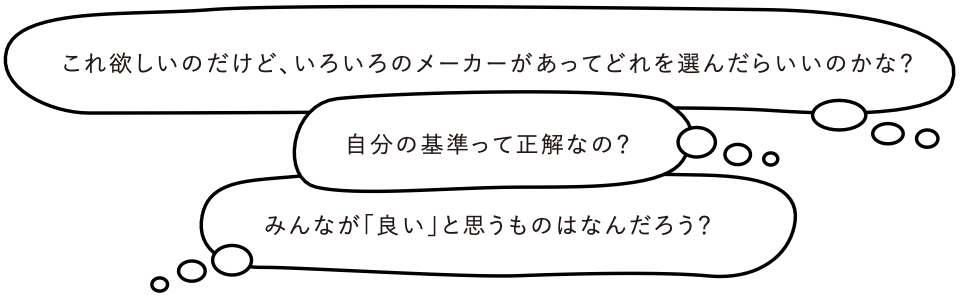 これ欲しいのだけど、いろいろのメーカーがあってどれを選んだらいいのかな？
自分の基準って正解なの？
みんなが「良い」と思うものはなんだろう？